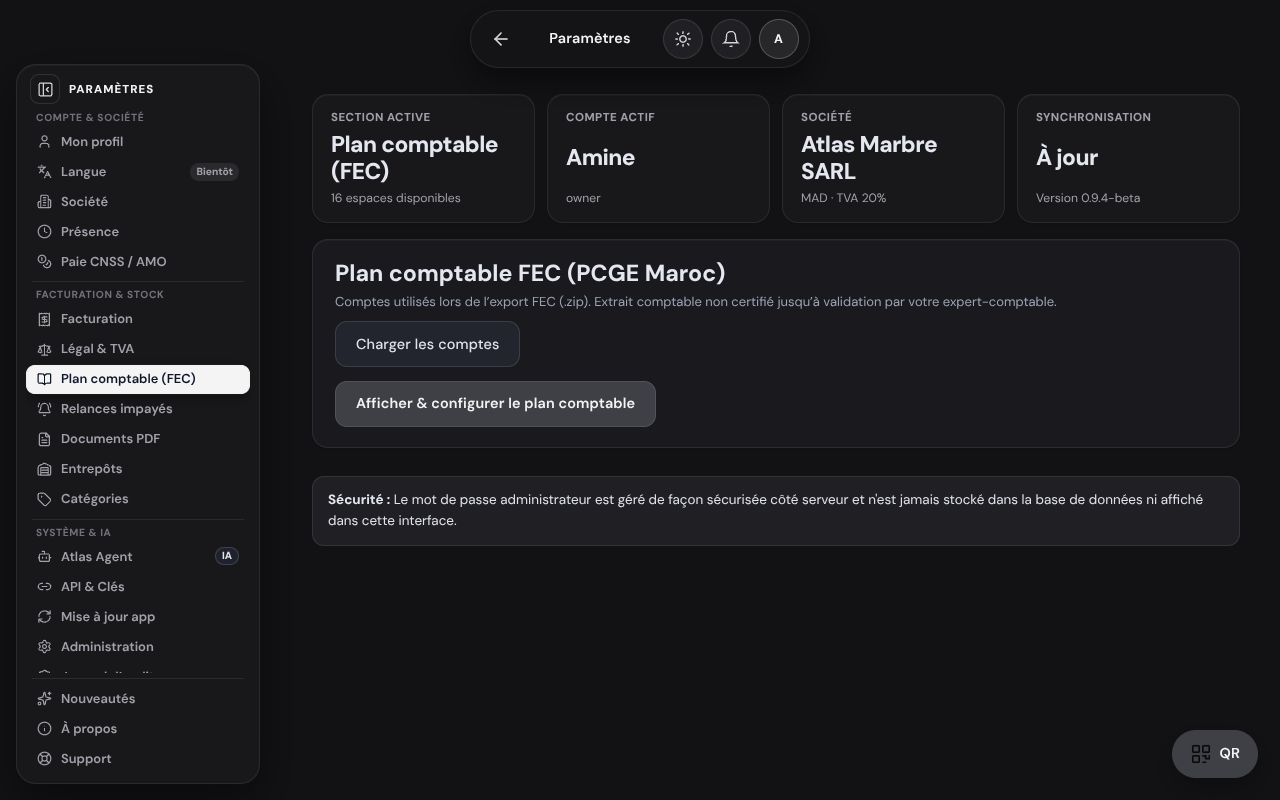 Paramètres
A
PARAMÈTRES
COMPTE & SOCIÉTÉ
Mon profil
Langue
Bientôt
Société
Présence
Paie CNSS / AMO
FACTURATION & STOCK
Facturation
Légal & TVA
Plan comptable (FEC)
Relances impayés
Documents PDF
Entrepôts
Catégories
SYSTÈME & IA
Atlas Agent
IA
API & Clés
Mise à jour app
Administration
Nouveautés
À propos
Support
SECTION ACTIVE
Plan comptable
(FEC)
16 espaces disponibles
COMPTE ACTIF
Amine
owner
SOCIÉTÉ
Atlas Marbre
SARL
MAD · TVA 20%
SYNCHRONISATION
À jour
Version 0.9.4-beta
Plan comptable FEC (PCGE Maroc)
Comptes utilisés lors de l’export FEC (.zip). Extrait comptable non certifié jusqu’à validation par votre expert-comptable.
Charger les comptes
Afficher & configurer le plan comptable
Sécurité : Le mot de passe administrateur est géré de façon sécurisée côté serveur et n'est jamais stocké dans la base de données ni affiché
dans cette interface.
QR